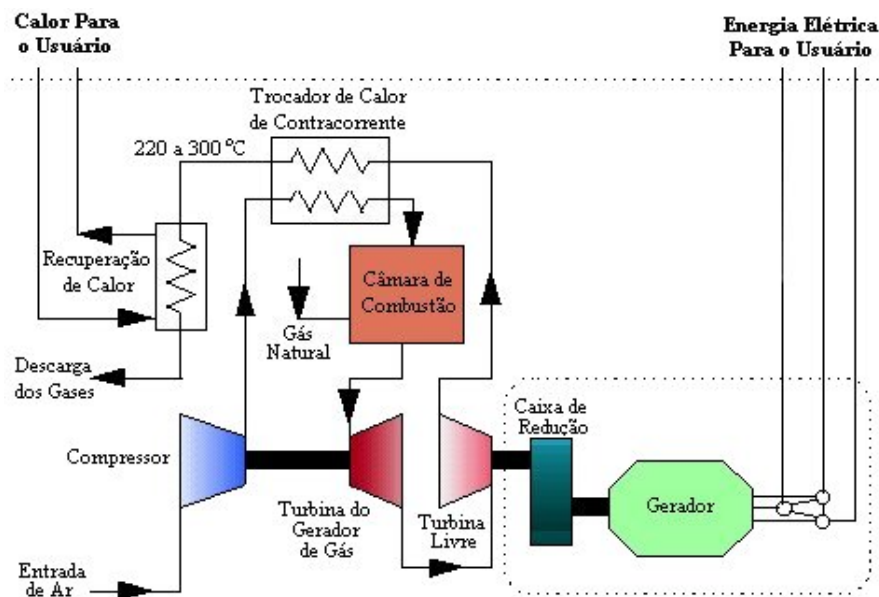 Calor Para
o Usuário
Energia Elétrica
Para o Usuário
Trocador de Calor
de Contracorrente
220 a 300 °C
Recuperação
de Calor
Câmara de
Combustão
Gás
Natural
Descarga
dos Gases
Caixa de
Redução
Compressor
Gerador
Turbina do
Gerador
de Gás
Turbina
Livre
Entrada
de Ar